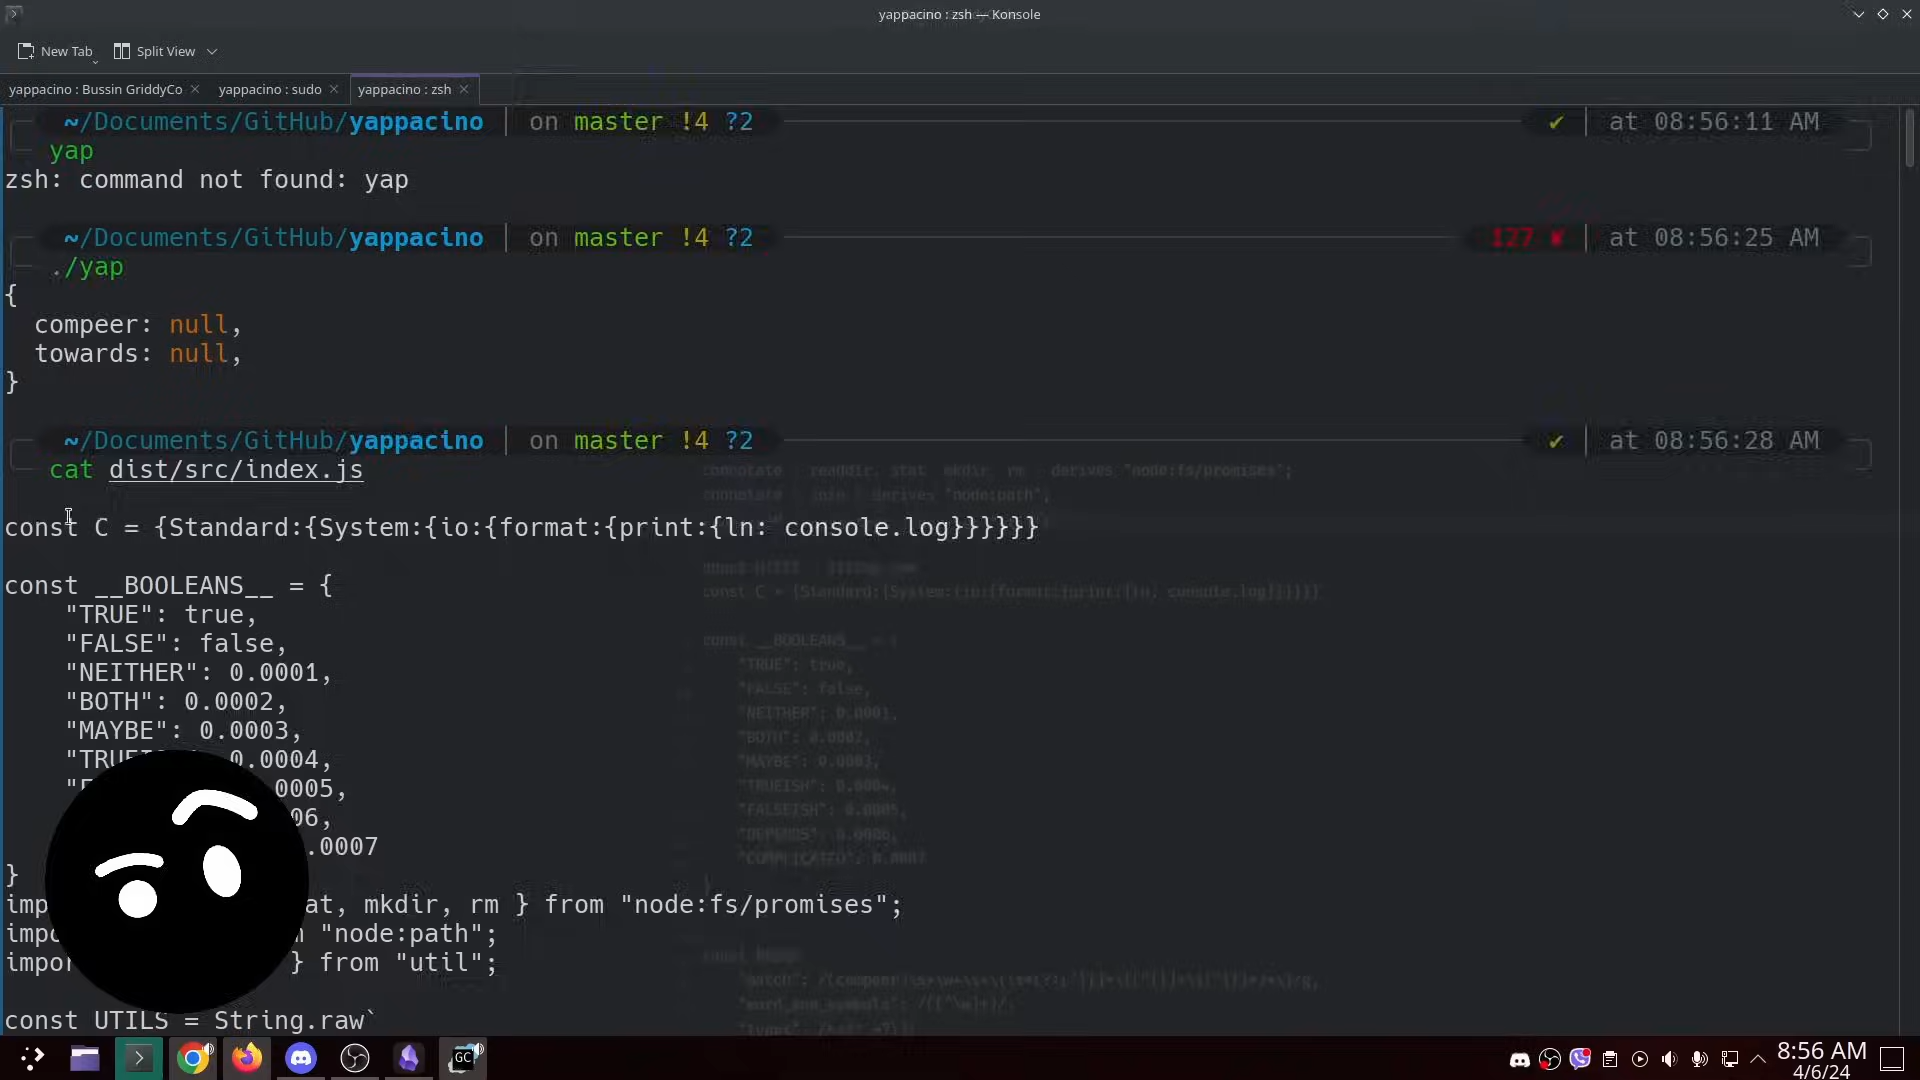 yappacino : zsh — Konsole
New Tab
Split View
yappacino : Bussin GriddyCo
yappacino : sudo
yappacino : zsh
~/Documents/GitHub/yappacino | on master !4 ?2 ✔ | at 08:56:11 AM
yap
zsh: command not found: yap
~/Documents/GitHub/yappacino | on master !4 ?2 127 | at 08:56:25 AM
./yap
{
compeer: null,
towards: null,
}
~/Documents/GitHub/yappacino | on master !4 ?2 ✔ | at 08:56:28 AM
cat dist/src/index.js
const C = {Standard:{System:{io:{format:{print:{ln: console.log}}}}}}
const __BOOLEANS__ = {
"TRUE": true,
"FALSE": false,
"NEITHER": 0.0001,
"BOTH": 0.0002,
"MAYBE": 0.0003,
0.0004,
.0005,
06,
.0007
}
mkdir, rm } from "node:fs/promises";
"node:path";
} from "util";
const UTILS = String.raw`
GC
8:56 AM
4/6/24